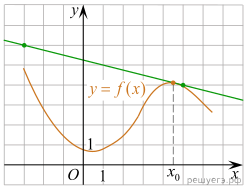 y
y = f(x)
1
O 1 x₀ x
решуегэ.рф